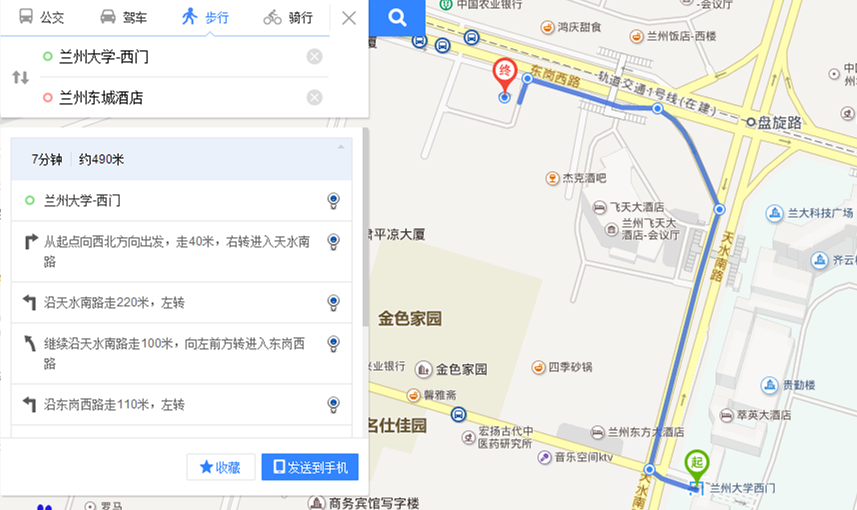 公交
驾车
步行
骑行
兰州大学-西门
兰州东城酒店
7分钟
约490米
兰州大学-西门
从起点向西北方向出发，走40米，右转进入天水南
路
沿天水南路走220米，左转
继续沿天水南路走100米，向左前方转进入东岗西
路
沿东岗西路走110米，左转
收藏
发送到手机
中国农业银行
-会议厅
鸿庆甜食
兰州饭店-西楼
厦
终
东岗西路
轨道交通1号线(在建)
盘旋路
杰克酒吧
飞天大酒店
兰州飞天大
酒店-会议厅
兰大科技广场
平凉大厦
天水南路
齐云楼
金色家园
业银行
金色家园
四季砂锅
馨雅斋
贵勤楼
萃英大酒店
名仕佳园
宏扬古代中
医药研究所
兰州东方大酒店
音乐空间ktv
起
兰州大学西门
天水南
罗马
商务宾馆写字楼